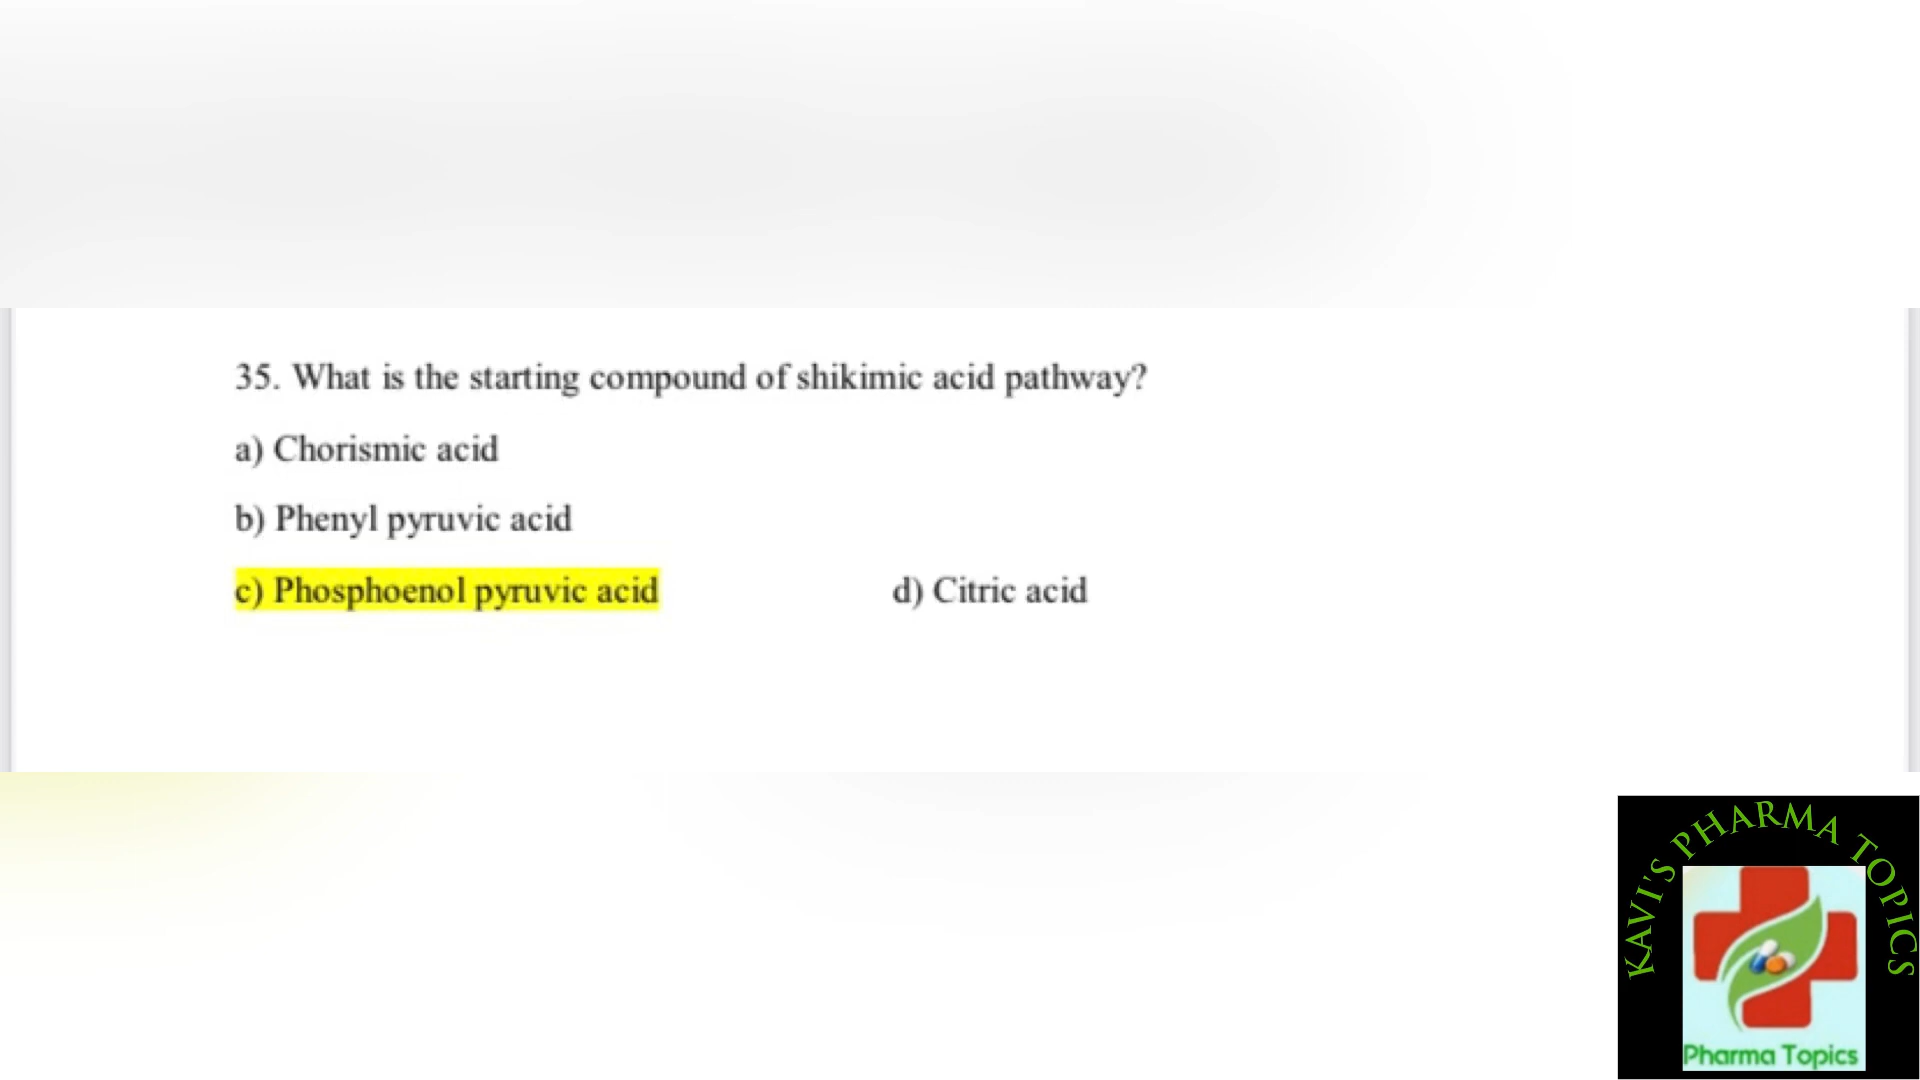 35. What is the starting compound of shikimic acid pathway?
a) Chorismic acid
b) Phenyl pyruvic acid
c) Phosphoenol pyruvic acid d) Citric acid
KAVI'S PHARMA TOPICS
Pharma Topics